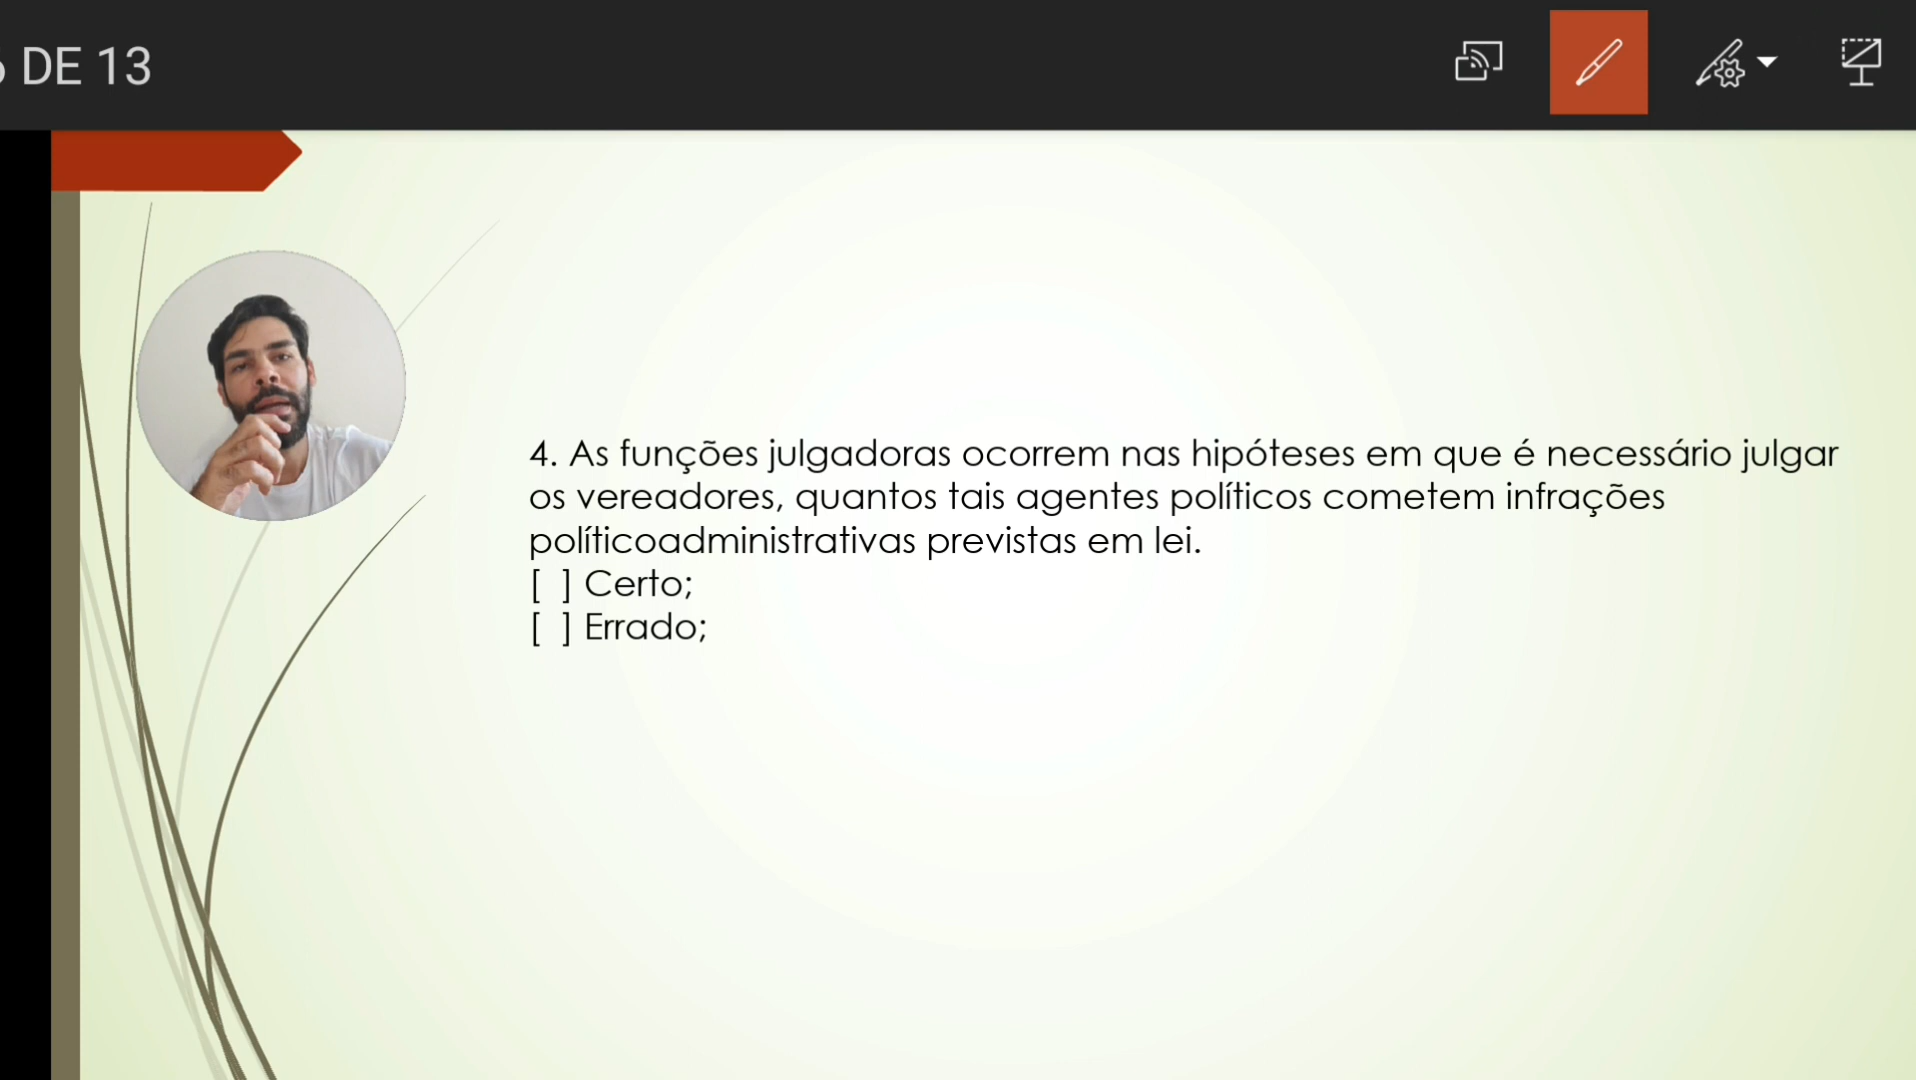 DE 13
4. As funções julgadoras ocorrem nas hipóteses em que é necessário julgar
os vereadores, quantos tais agentes políticos cometem infrações
políticoadministrativas previstas em lei.
[ ] Certo;
[ ] Errado;